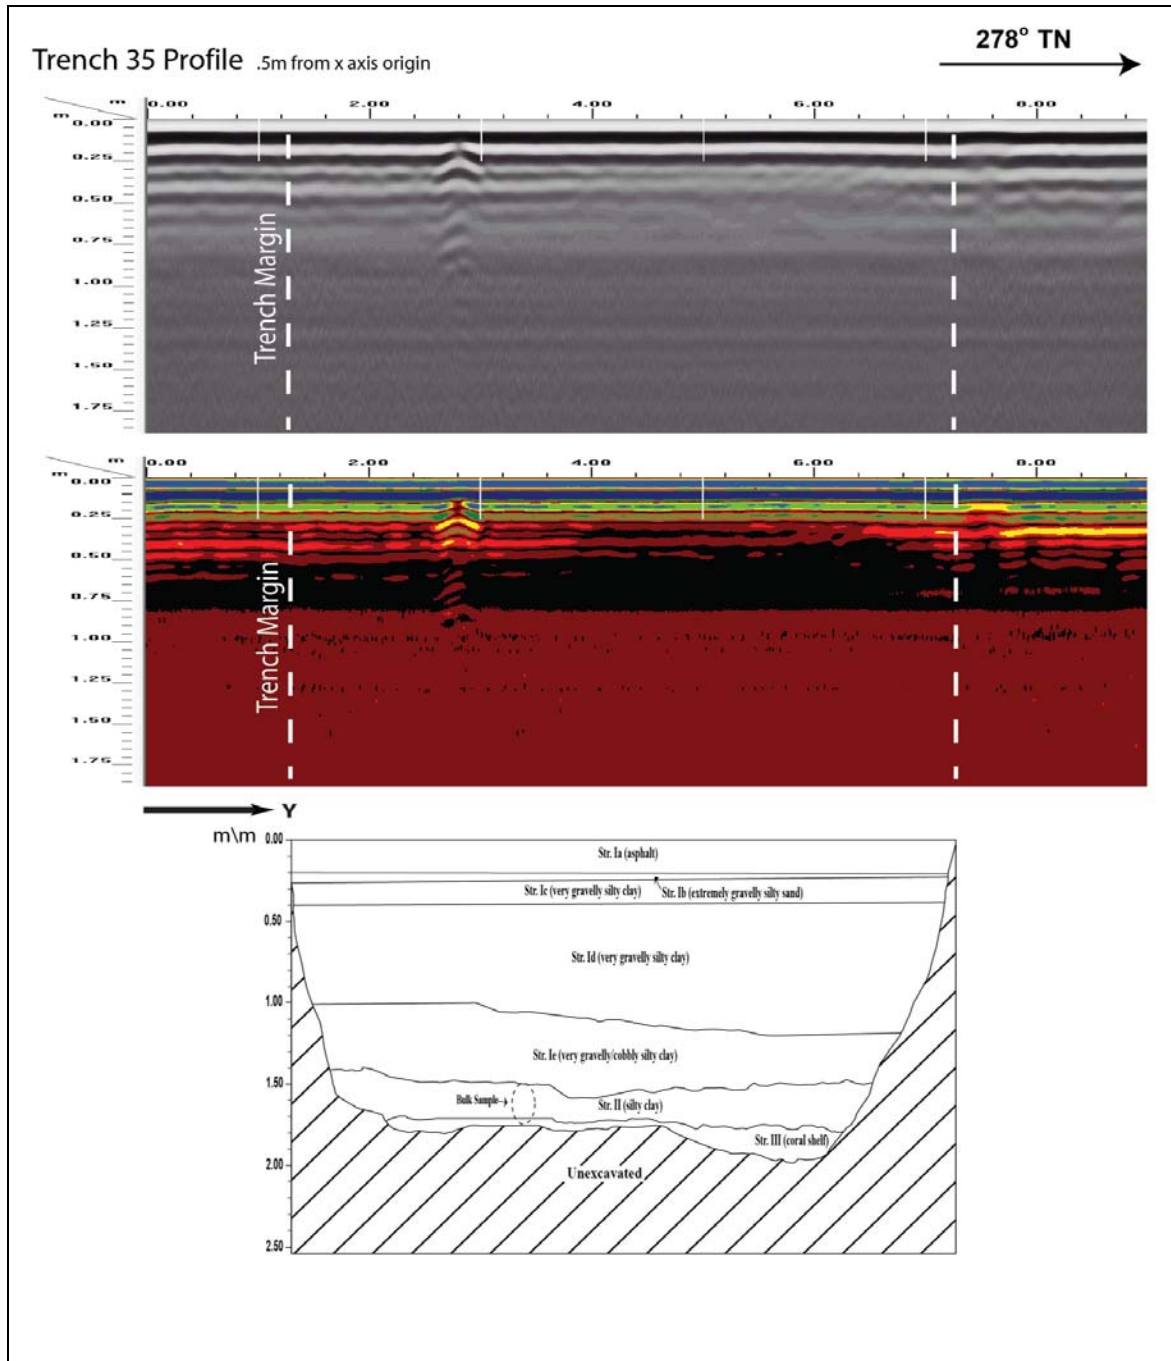 278° TN
Trench 35 Profile .5m from x axis origin
m 0.00 2.00 4.00 6.00 8.00
m
0.00
0.25
0.50
0.75
1.00
1.25
1.50
1.75
Trench Margin
m 0.00 2.00 4.00 6.00 8.00
m
0.00
0.25
0.50
0.75
1.00
1.25
1.50
1.75
Trench Margin
Y
m\m
0.00
Str. Ia (asphalt)
Str. Ic (very gravelly silty clay)
Str. Ib (extremely gravelly silty sand)
0.50
Str. Id (very gravelly silty clay)
1.00
Str. Ie (very gravelly/cobbly silty clay)
1.50
Bulk Sample
Str. II (silty clay)
Str. III (coral shelf)
2.00
Unexcavated
2.50